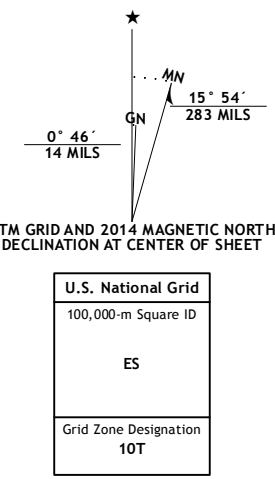 ★
MN
GN
15° 54´
283 MILS
0° 46´
14 MILS
TM GRID AND 2014 MAGNETIC NORTH
DECLINATION AT CENTER OF SHEET
U.S. National Grid
100,000-m Square ID
ES
Grid Zone Designation
10T